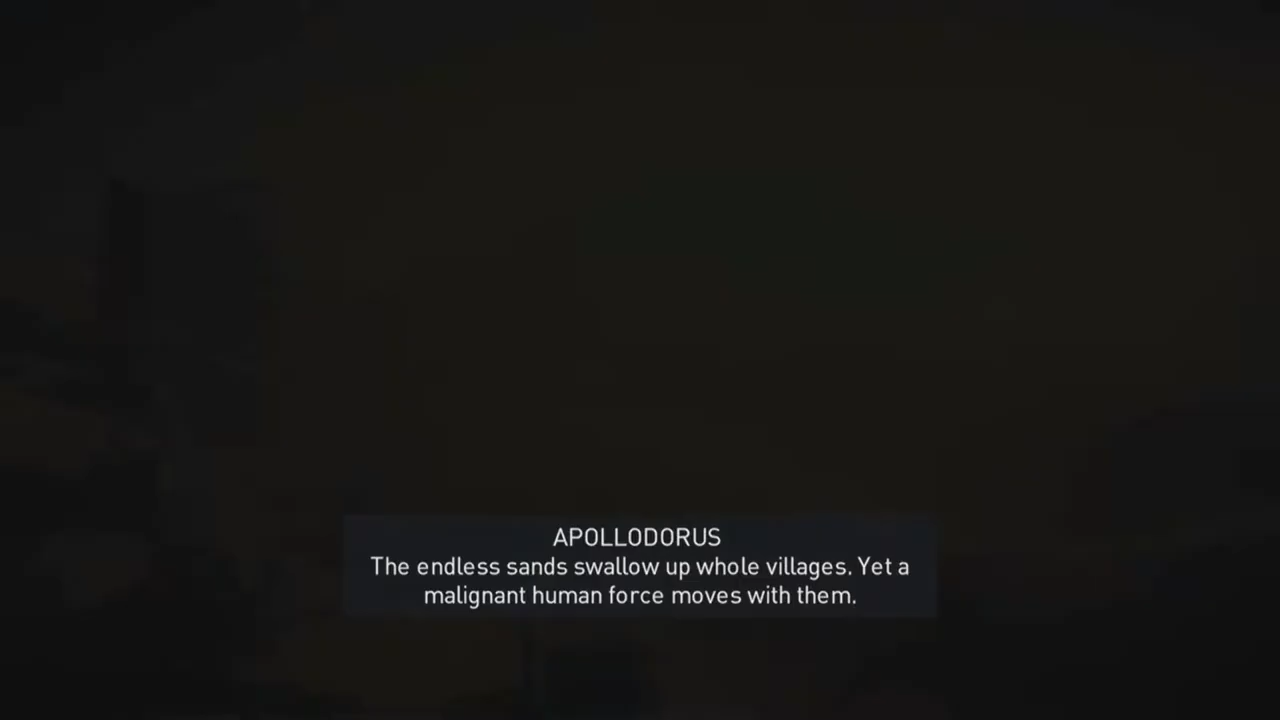 APOLLODORUS
The endless sands swallow up whole villages. Yet a
malignant human force moves with them.